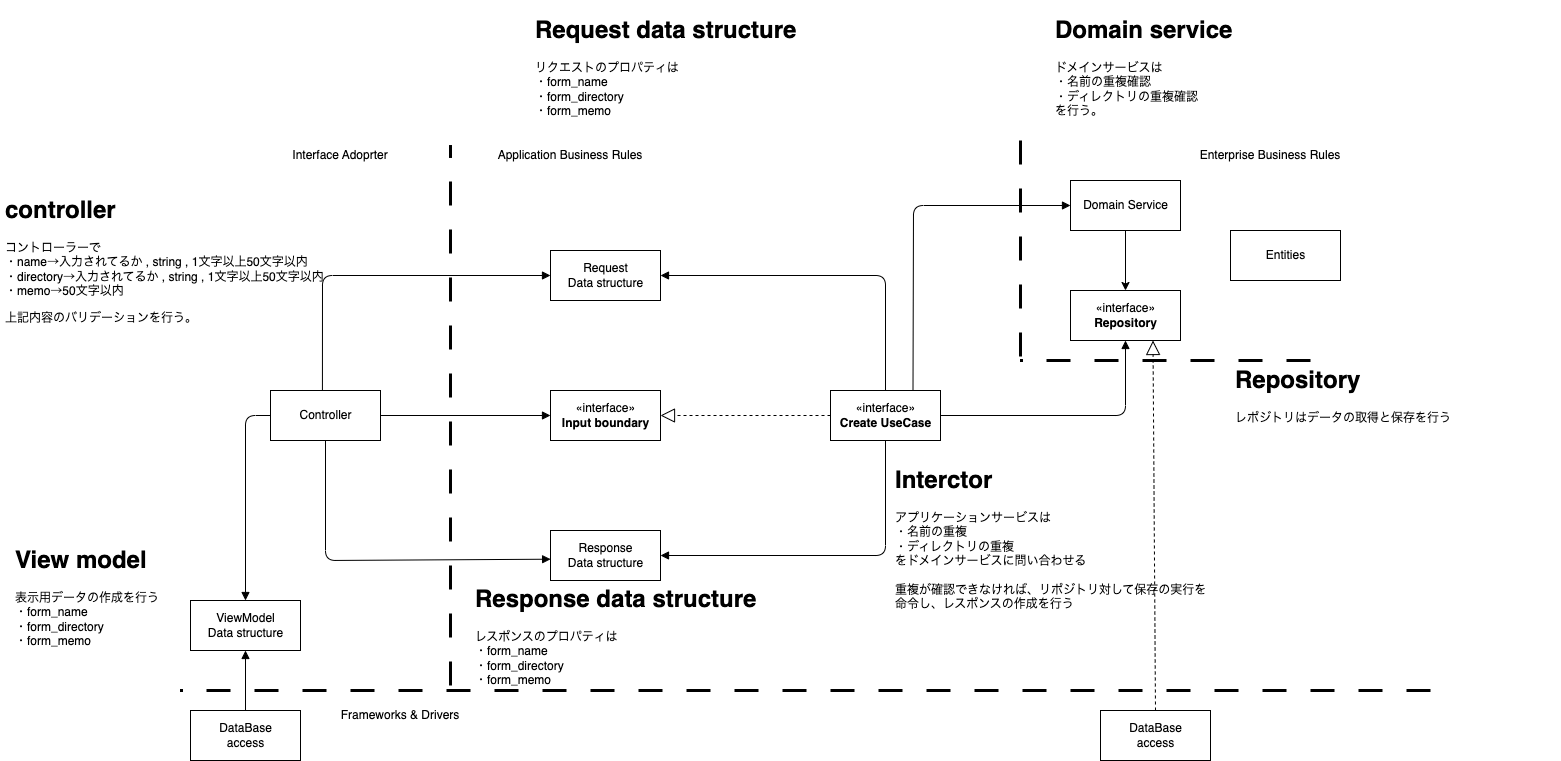 Request data structure
リクエストのプロパティは
・form_name
・form_directory
・form_memo
Domain service
ドメインサービスは
・名前の重複確認
・ディレクトリの重複確認
を行う。
Interface Adoprter
Application Business Rules
Enterprise Business Rules
controller
コントローラーで
・name→入力されてるか , string , 1文字以上50文字以内
・directory→入力されてるか , string , 1文字以上50文字以内
・memo→50文字以内
上記内容のバリデーションを行う。
Request
Data structure
Domain Service
Entities
«interface»
Repository
Repository
レポジトリはデータの取得と保存を行う
Controller
«interface»
Input boundary
«interface»
Create UseCase
Interctor
アプリケーションサービスは
・名前の重複
・ディレクトリの重複
をドメインサービスに問い合わせる
重複が確認できなければ、リポジトリ対して保存の実行を
命令し、レスポンスの作成を行う
View model
表示用データの作成を行う
・form_name
・form_directory
・form_memo
ViewModel
Data structure
Response
Data structure
Response data structure
レスポンスのプロパティは
・form_name
・form_directory
・form_memo
Frameworks & Drivers
DataBase
access
DataBase
access